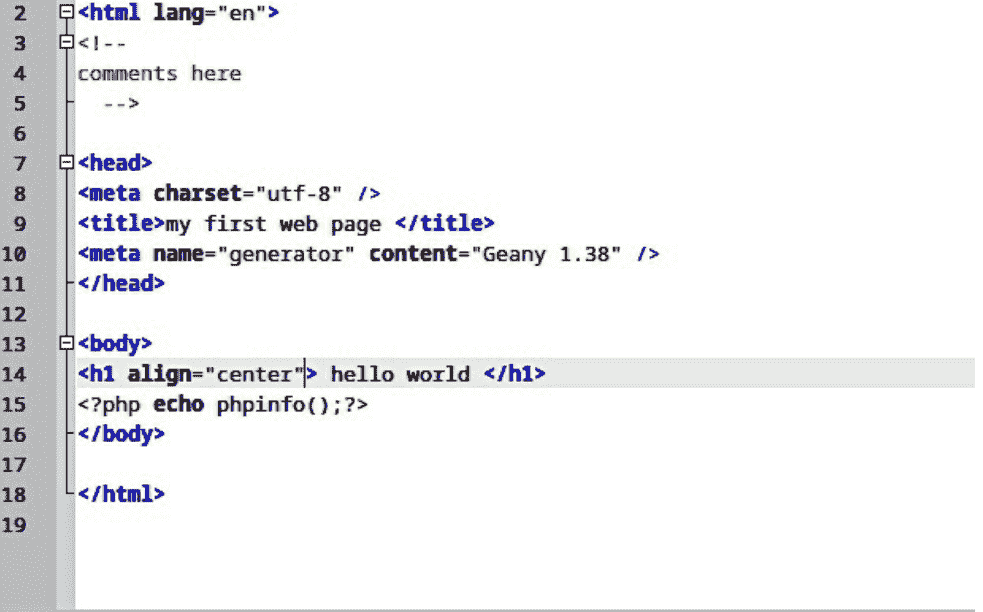 2 <html lang="en">
3 <!--
4 comments here
5   -->
6
7 <head>
8 <meta charset="utf-8" />
9 <title>my first web page </title>
10 <meta name="generator" content="Geany 1.38" />
11 </head>
12
13 <body>
14 <h1 align="center"> hello world </h1>
15 <?php echo phpinfo();?>
16 </body>
17
18 </html>
19